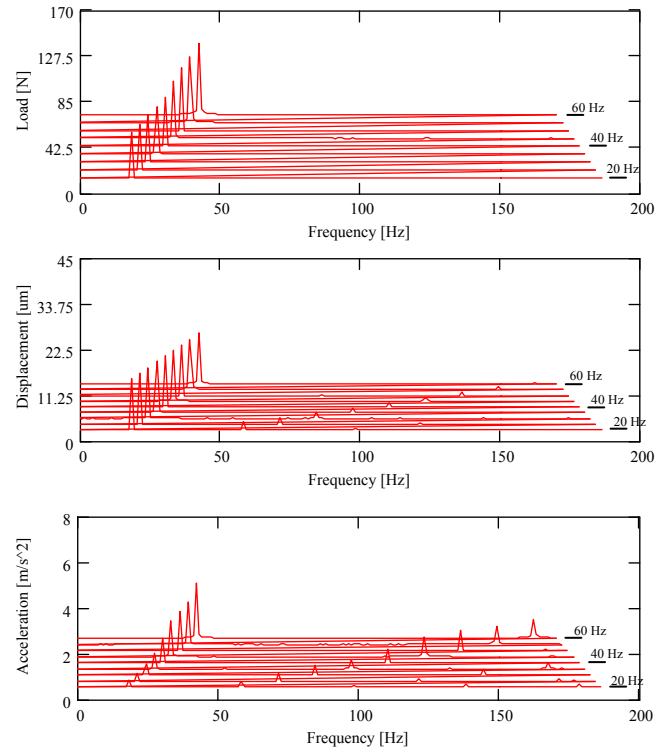 170
127.5
85
42.5
0
Load [N]
60 Hz
40 Hz
20 Hz
0 50 100 150 200
Frequency [Hz]
45
33.75
22.5
11.25
0
Displacement [um]
60 Hz
40 Hz
20 Hz
0 50 100 150 200
Frequency [Hz]
8
6
4
2
0
Acceleration [m/s^2]
60 Hz
40 Hz
20 Hz
0 50 100 150 200
Frequency [Hz]